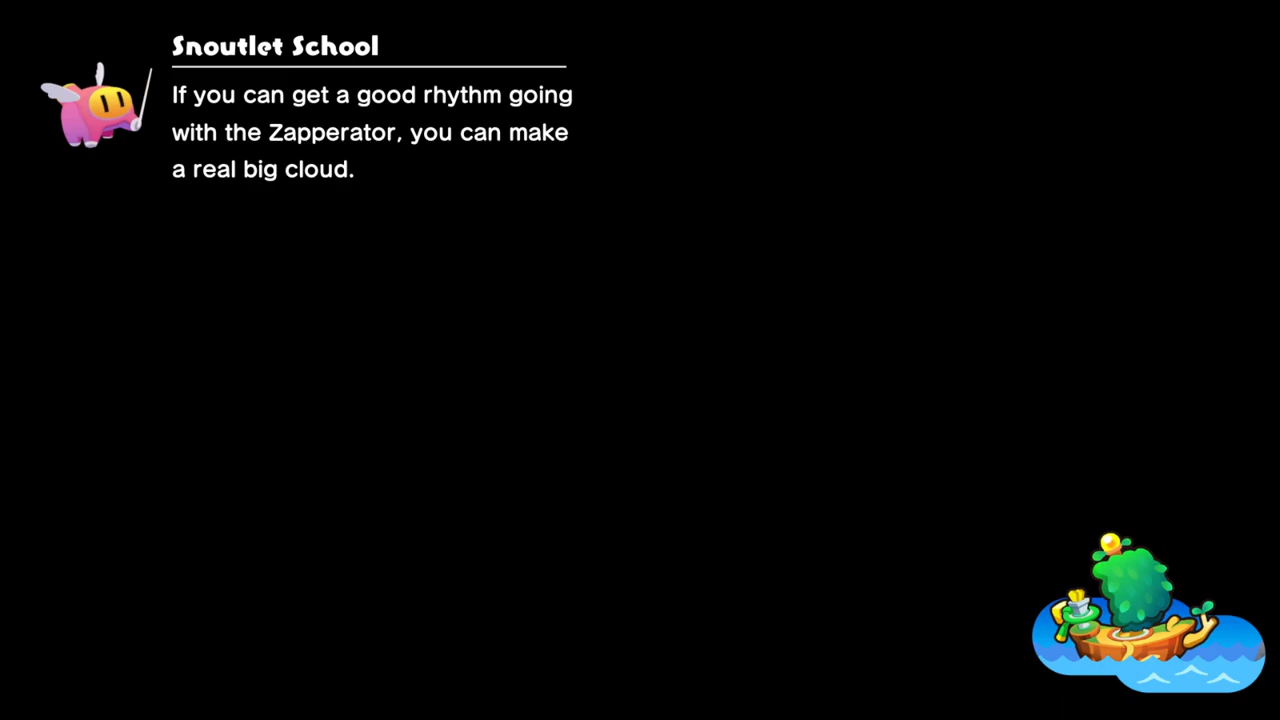 Snoutlet School
If you can get a good rhythm going
with the Zapperator, you can make
a real big cloud.